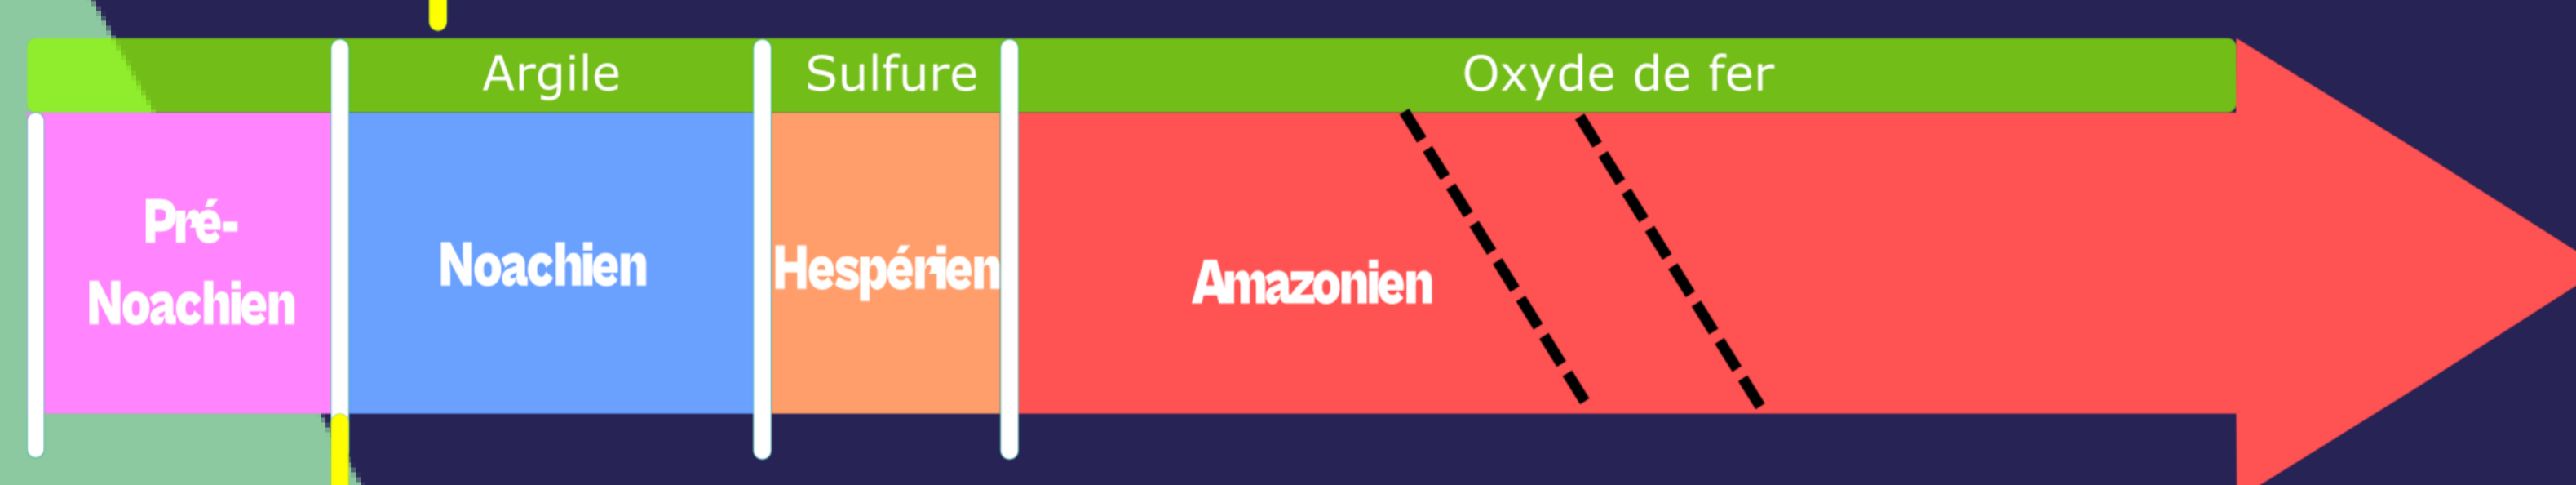 Argile
Sulfure
Oxyde de fer
Pré-
Noachien
Noachien
Hespérien
Amazonien